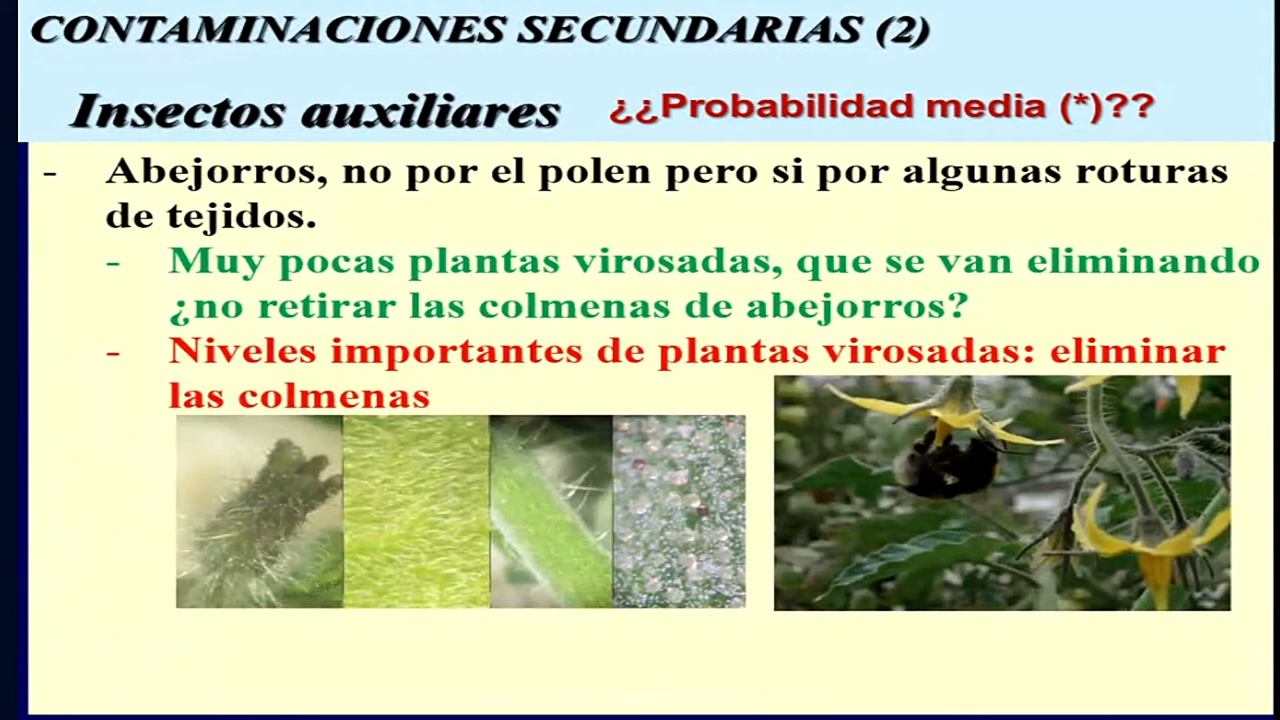 CONTAMINACIONES SECUNDARIAS (2)
Insectos auxiliares ¿¿Probabilidad media (*)??
- Abejorros, no por el polen pero si por algunas roturas
de tejidos.
- Muy pocas plantas virosadas, que se van eliminando
¿no retirar las colmenas de abejorros?
- Niveles importantes de plantas virosadas: eliminar
las colmenas